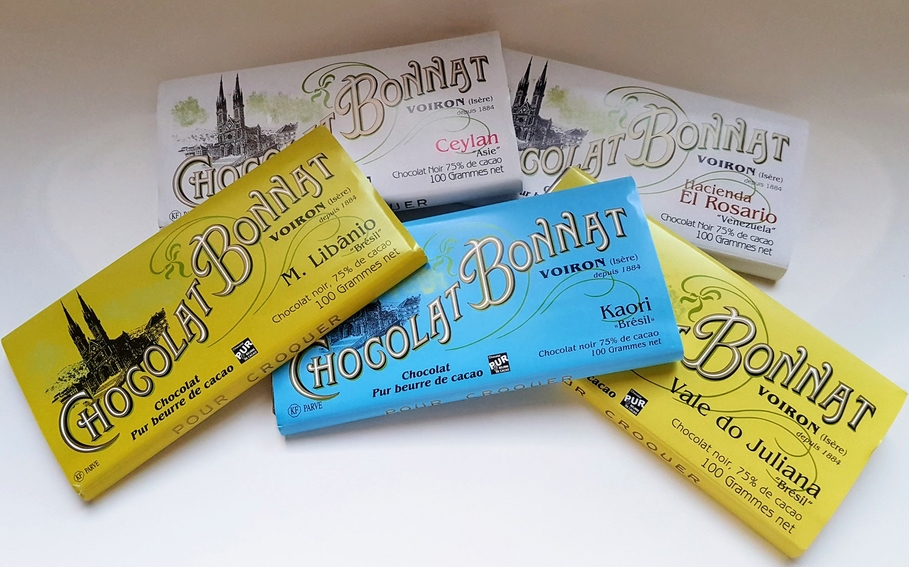 CHOCOLAT BONNAT
VOIRON (Isère)
depuis 1884
Ceylan
"Asie"
Chocolat Noir 75% de cacao
100 Grammes net
KF
CROQUER
BONNAT
VOIRON (Isère)
depuis 1884
Hacienda
El Rosario
"Venezuela"
Chocolat Noir 75% de cacao
100 Grammes net
CHOCOLAT BONNAT
VOIRON (Isère)
depuis 1884
M. Libânio
"Brésil"
Chocolat noir, 75% de cacao
100 Grammes net
Chocolat
Pur beurre de cacao
PUR
KF PARVE
POUR CROQUER
CHOCOLAT BONNAT
VOIRON (Isère)
depuis 1884
Kaori
"Brésil"
Chocolat noir 75% de cacao
100 Grammes net
Chocolat
Pur beurre de cacao
PUR
KF PARVE
POUR CROQUER
BONNAT
VOIRON (Isère)
depuis 1884
Vale do Juliana
"Brésil"
Chocolat noir, 75% de cacao
100 Grammes net
cacao
PUR
CROQUER